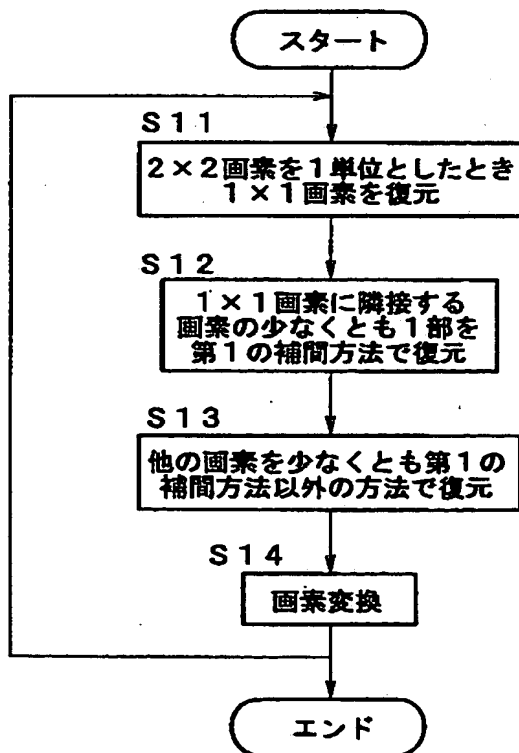 スタート
S11
2×2画素を1単位としたとき
1×1画素を復元
S12
1×1画素に隣接する
画素の少なくとも1部を
第1の補間方法で復元
S13
他の画素を少なくとも第1の
補間方法以外の方法で復元
S14
画素変換
エンド